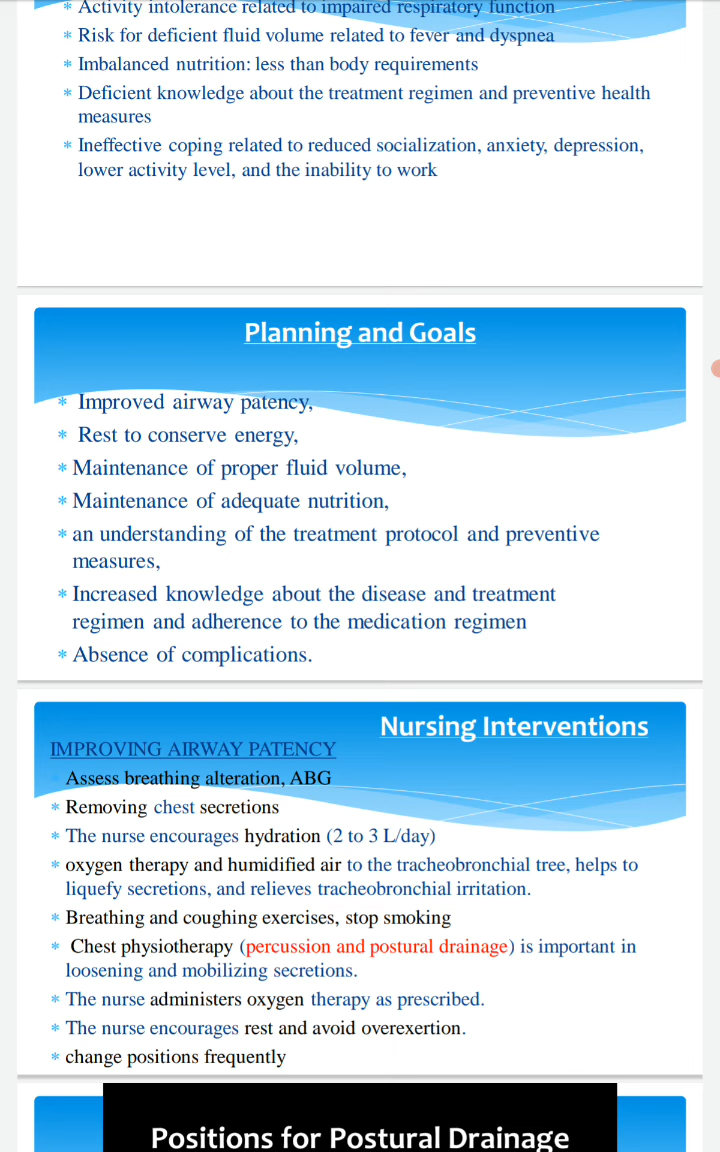 * Activity intolerance related to impaired respiratory function
* Risk for deficient fluid volume related to fever and dyspnea
* Imbalanced nutrition: less than body requirements
* Deficient knowledge about the treatment regimen and preventive health
measures
* Ineffective coping related to reduced socialization, anxiety, depression,
lower activity level, and the inability to work
Planning and Goals
* Improved airway patency,
* Rest to conserve energy,
* Maintenance of proper fluid volume,
* Maintenance of adequate nutrition,
* an understanding of the treatment protocol and preventive
measures,
* Increased knowledge about the disease and treatment
regimen and adherence to the medication regimen
* Absence of complications.
Nursing Interventions
IMPROVING AIRWAY PATENCY
Assess breathing alteration, ABG
* Removing chest secretions
* The nurse encourages hydration (2 to 3 L/day)
* oxygen therapy and humidified air to the tracheobronchial tree, helps to
liquefy secretions, and relieves tracheobronchial irritation.
* Breathing and coughing exercises, stop smoking
* Chest physiotherapy (percussion and postural drainage) is important in
loosening and mobilizing secretions.
* The nurse administers oxygen therapy as prescribed.
* The nurse encourages rest and avoid overexertion.
* change positions frequently
Positions for Postural Drainage